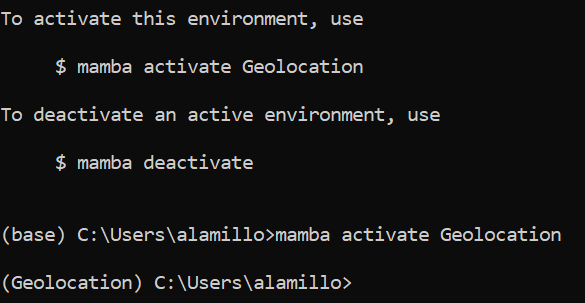 To activate this environment, use
$ mamba activate Geolocation
To deactivate an active environment, use
$ mamba deactivate
(base) C:\Users\alamillo>mamba activate Geolocation
(Geolocation) C:\Users\alamillo>